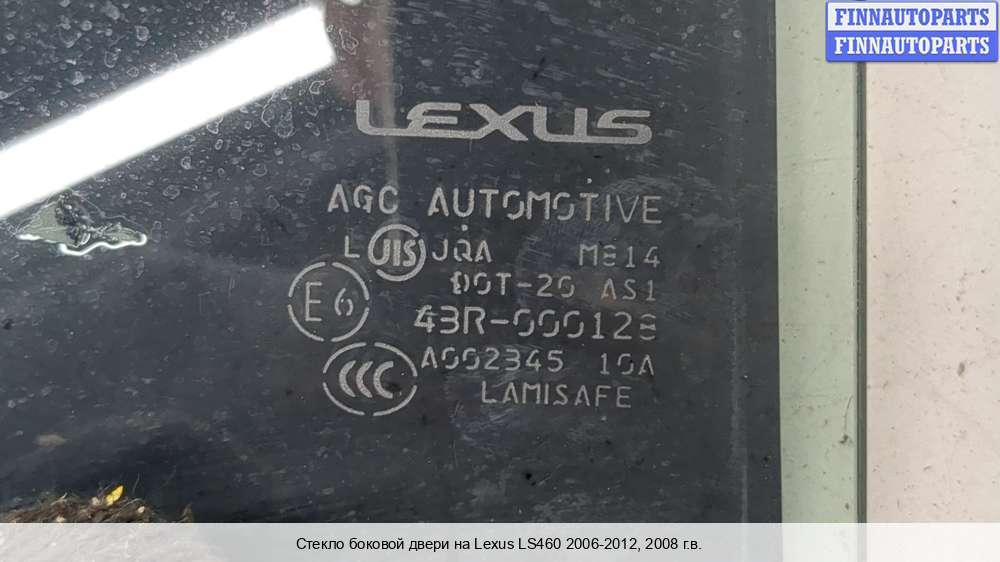 FINNAUTOPARTS
FINNAUTOPARTS
LEXUS
AGC AUTOMOTIVE
L JIS JQA M814
DOT-20 AS1
E6 43R-000128
CCC A002345 10A
LAMISAFE
Стекло боковой двери на Lexus LS460 2006-2012, 2008 г.в.